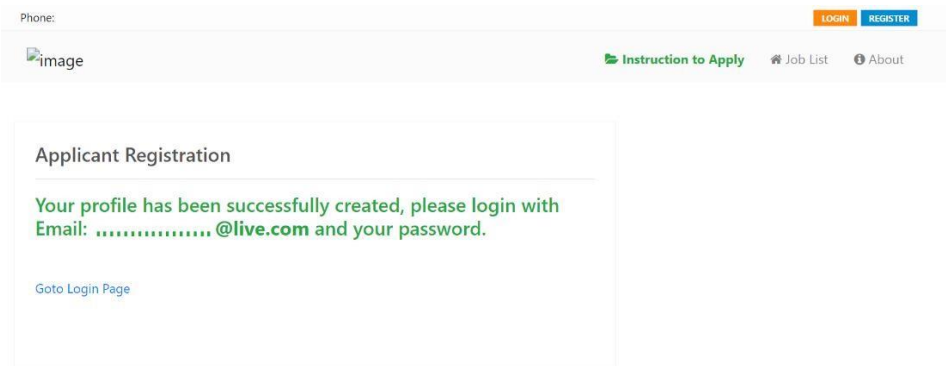 Phone:
LOGIN REGISTER
image
Instruction to Apply Job List About
Applicant Registration
Your profile has been successfully created, please login with
Email: .................@live.com and your password.
Goto Login Page